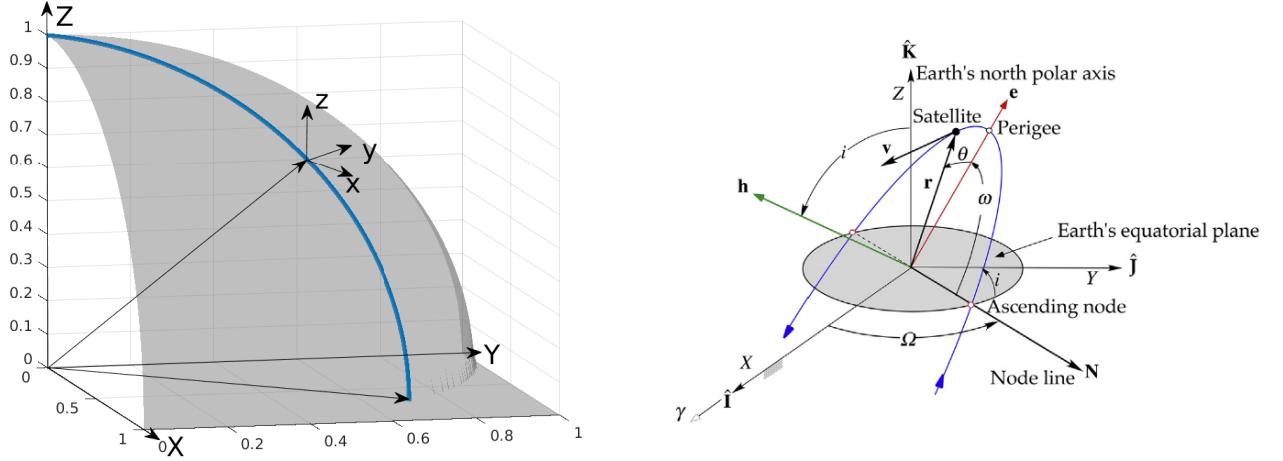 Z
1
0.9
0.8
0.7
0.6
0.5
0.4
0.3
0.2
0.1
0
0
0.5
1
X
0
0.2
0.4
0.6
0.8
1
Y
z
y
x
K̂
Earth's north polar axis
Z
e
Satellite
Perigee
v
i
θ
r
ω
h
Earth's equatorial plane
Ĵ
Y
i
Ascending node
Ω
X
Node line
N
Î
γ